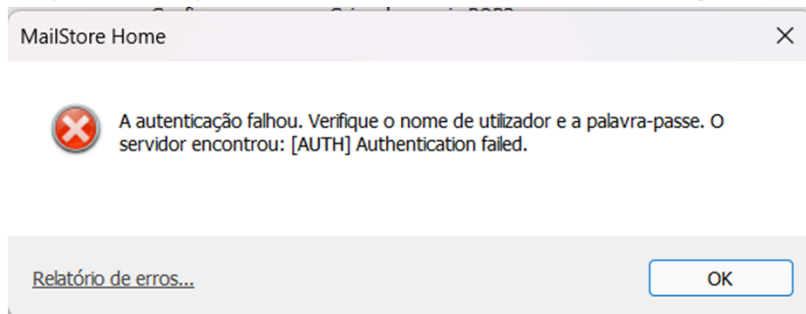 MailStore Home
A autenticação falhou. Verifique o nome de utilizador e a palavra-passe. O
servidor encontrou: [AUTH] Authentication failed.
Relatório de erros...
OK